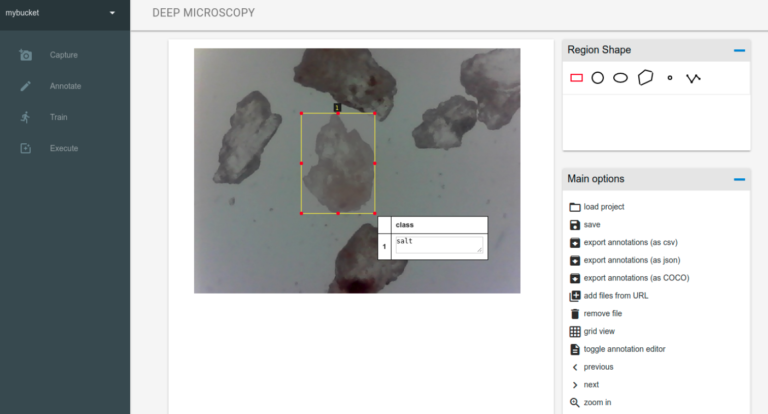 mybucket
DEEP MICROSCOPY
Capture
Annotate
Train
Execute
1
class
1 salt
Region Shape
Main options
load project
save
export annotations (as csv)
export annotations (as json)
export annotations (as COCO)
add files from URL
remove file
grid view
toggle annotation editor
previous
next
zoom in